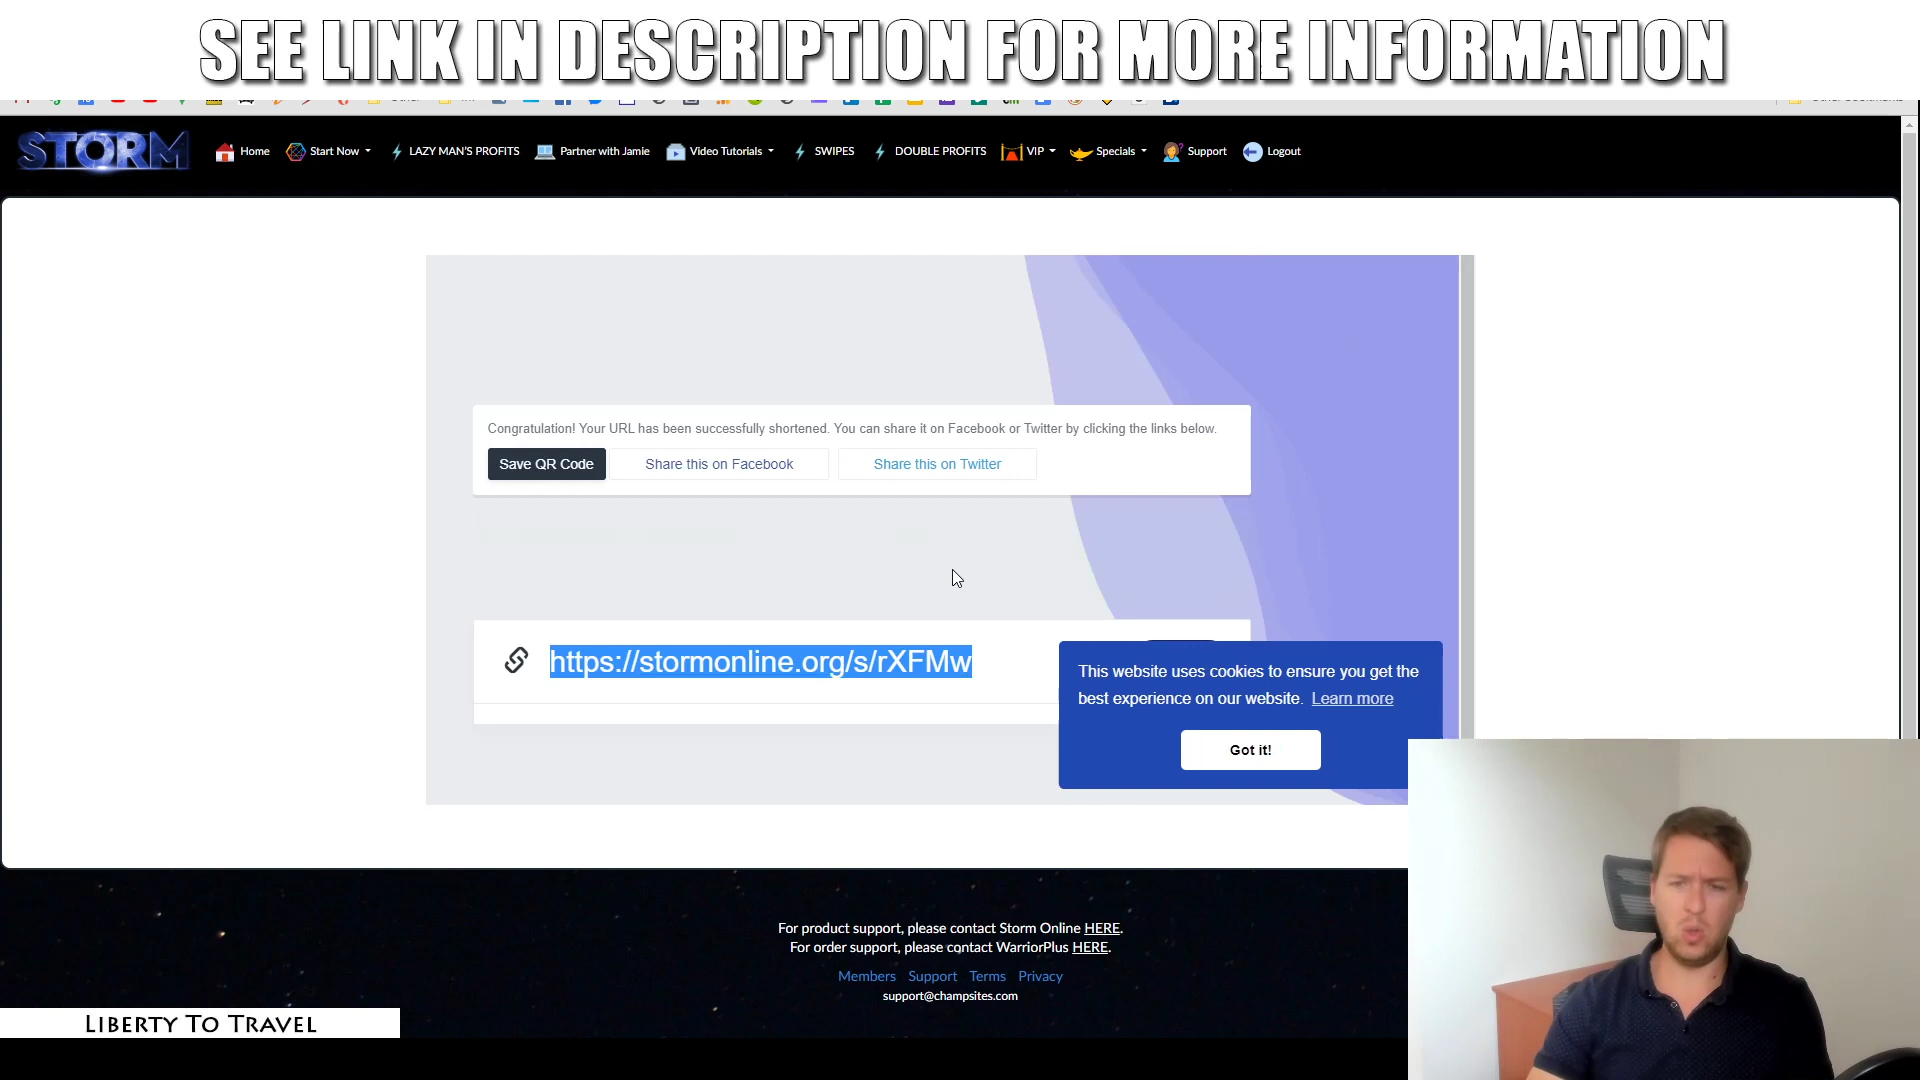 SEE LINK IN DESCRIPTION FOR MORE INFORMATION
STORM Home Start Now LAZY MAN'S PROFITS Partner with Jamie Video Tutorials SWIPES DOUBLE PROFITS VIP Specials Support Logout
Congratulation! Your URL has been successfully shortened. You can share it on Facebook or Twitter by clicking the links below.
Save QR Code Share this on Facebook Share this on Twitter
https://stormonline.org/s/rXFMw
This website uses cookies to ensure you get the
best experience on our website. Learn more
Got it!
For product support, please contact Storm Online HERE.
For order support, please contact WarriorPlus HERE.
Members Support Terms Privacy
support@champsites.com
LIBERTY TO TRAVEL